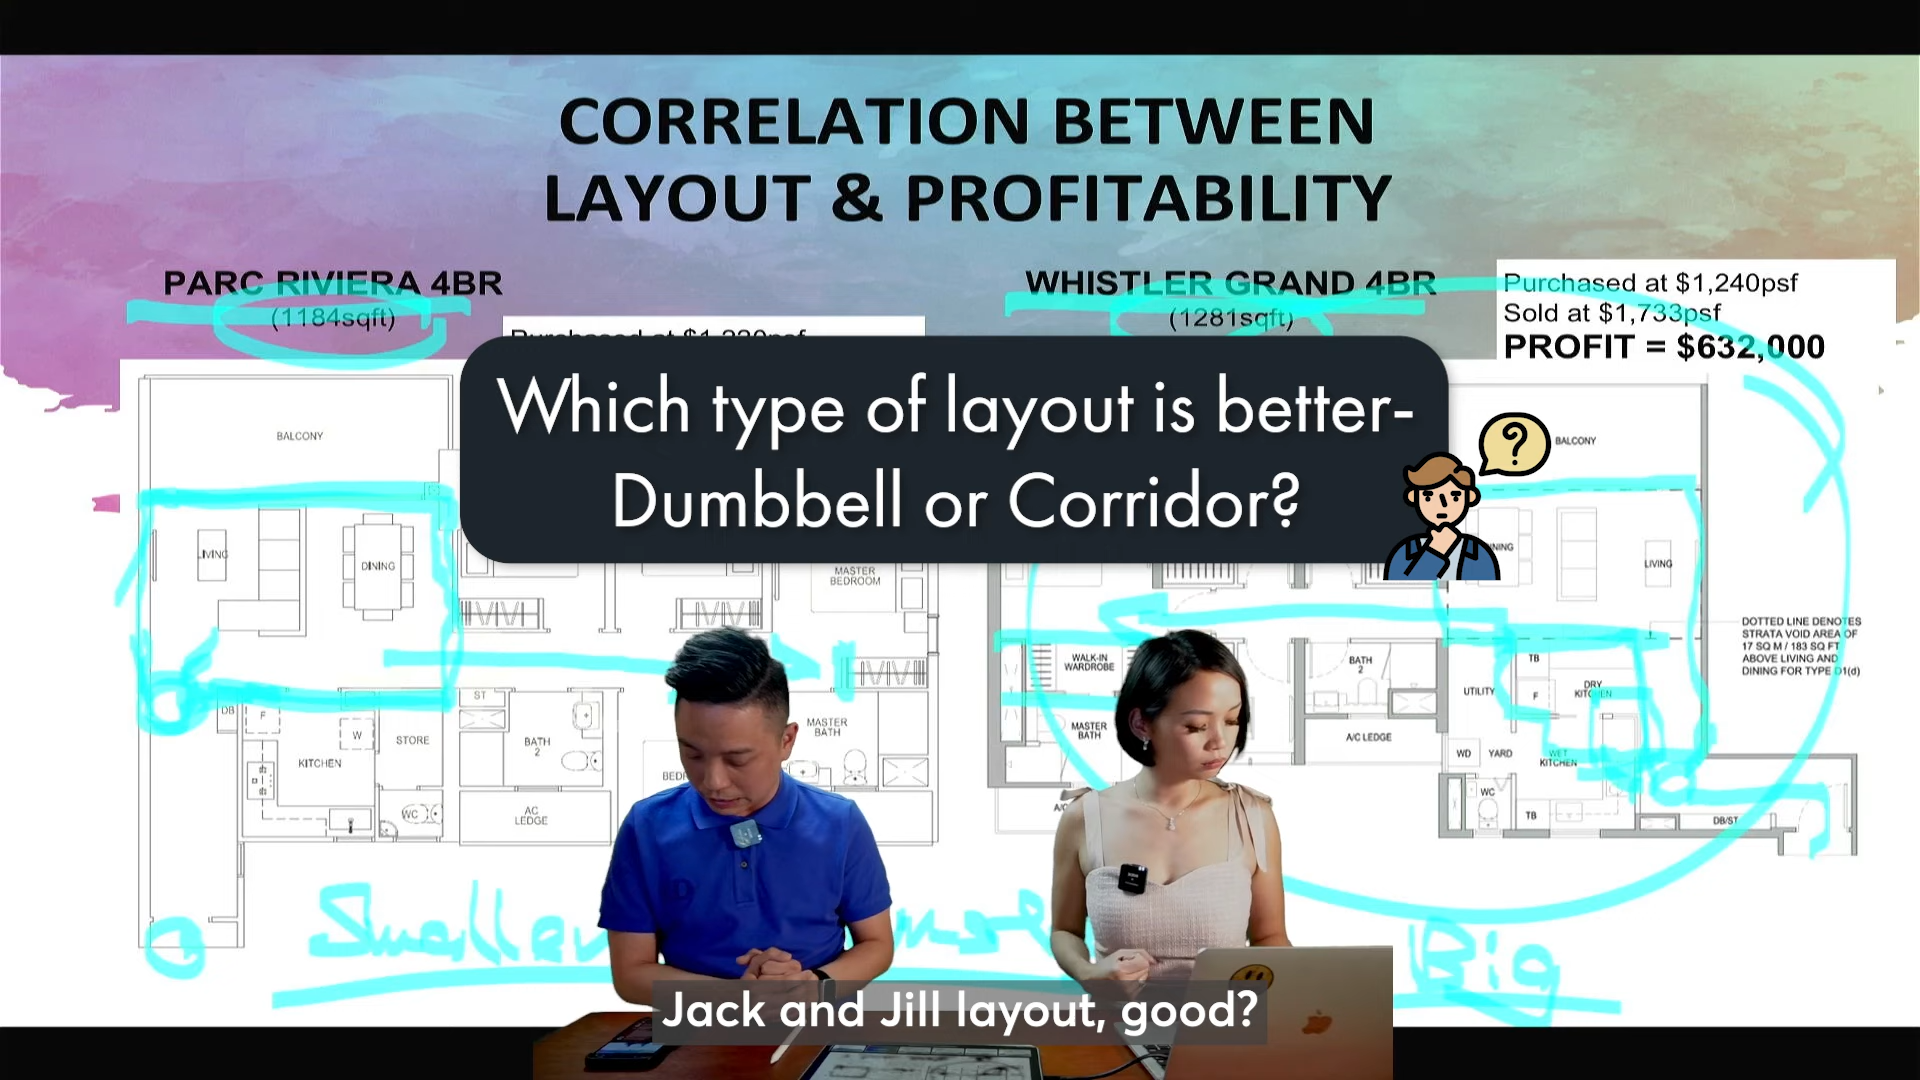 CORRELATION BETWEEN
LAYOUT & PROFITABILITY
PARC RIVIERA 4BR
(1184sqft)
WHISTLER GRAND 4BR
(1281sqft)
Purchased at $1,240psf
Sold at $1,733psf
PROFIT = $632,000
Which type of layout is better-
Dumbbell or Corridor?
?
BALCONY
LIVING
DINING
MASTER
BEDROOM
DB
F
W
ST
KITCHEN
STORE
WC
BATH
2
AC
LEDGE
MASTER
BATH
BALCONY
LIVING
WALK-IN
WARDROBE
MASTER
BATH
BATH
2
A/C LEDGE
UTILITY
TB
F
DRY
KITCHEN
WD
YARD
WET
KITCHEN
WC
TB
DB/ST
DOTTED LINE DENOTES
STRATA VOID AREA OF
17 SQ M / 183 SQ FT
ABOVE LIVING AND
DINING FOR TYPE D1(d)
Big
Jack and Jill layout, good?